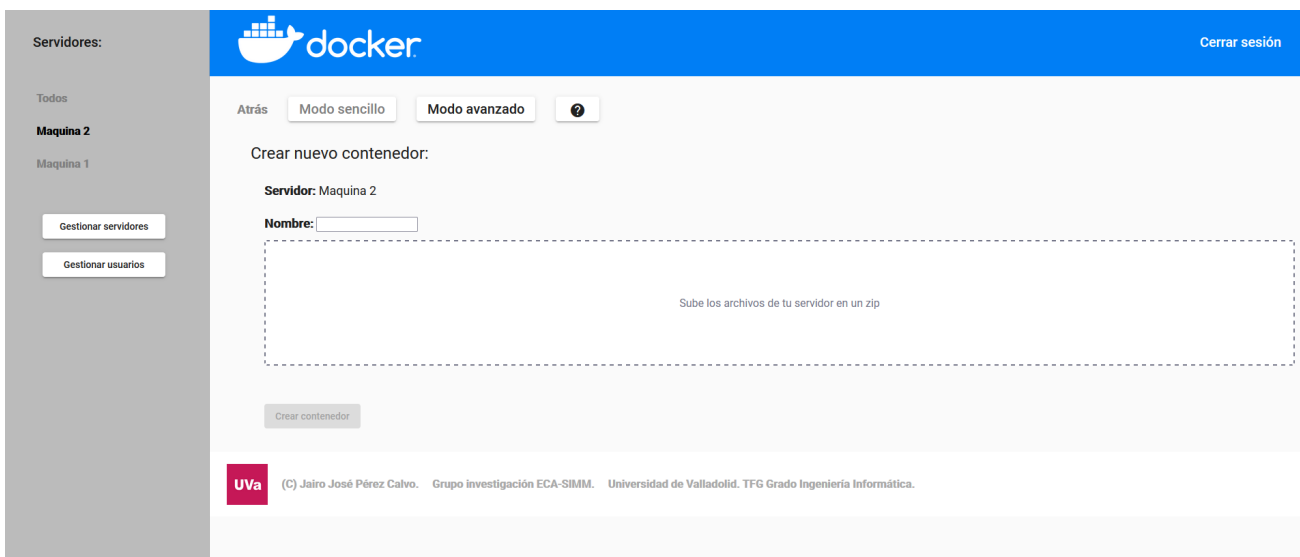 Servidores:
docker
Cerrar sesión
Todos
Maquina 2
Maquina 1
Gestionar servidores
Gestionar usuarios
Atrás Modo sencillo Modo avanzado ?
Crear nuevo contenedor:
Servidor: Maquina 2
Nombre:
Sube los archivos de tu servidor en un zip
Crear contenedor
UVa (C) Jairo José Pérez Calvo. Grupo investigación ECA-SIMM. Universidad de Valladolid. TFG Grado Ingeniería Informática.